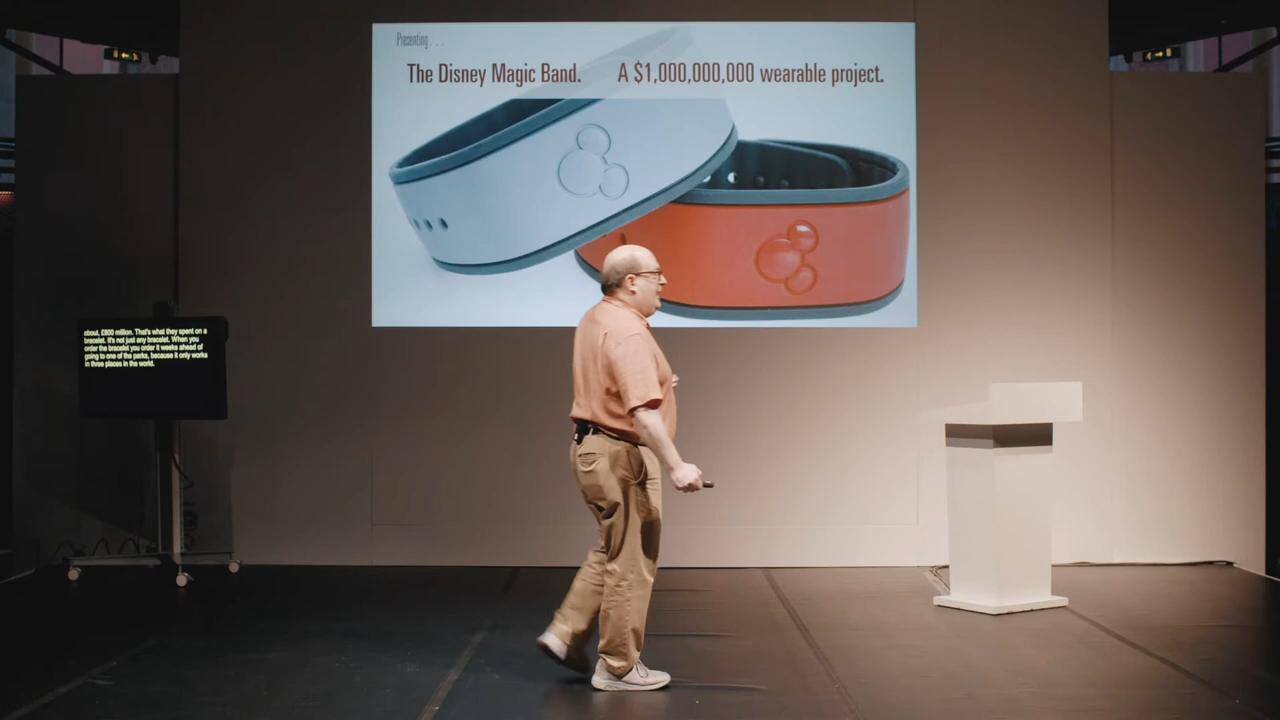 Presenting . . .
The Disney Magic Band. A $1,000,000,000 wearable project.
about, £800 million. That's what they spent on a
bracelet. It's not just any bracelet. When you
order the bracelet you order it weeks ahead of
going to one of the parks, because it only works
in three places in the world.